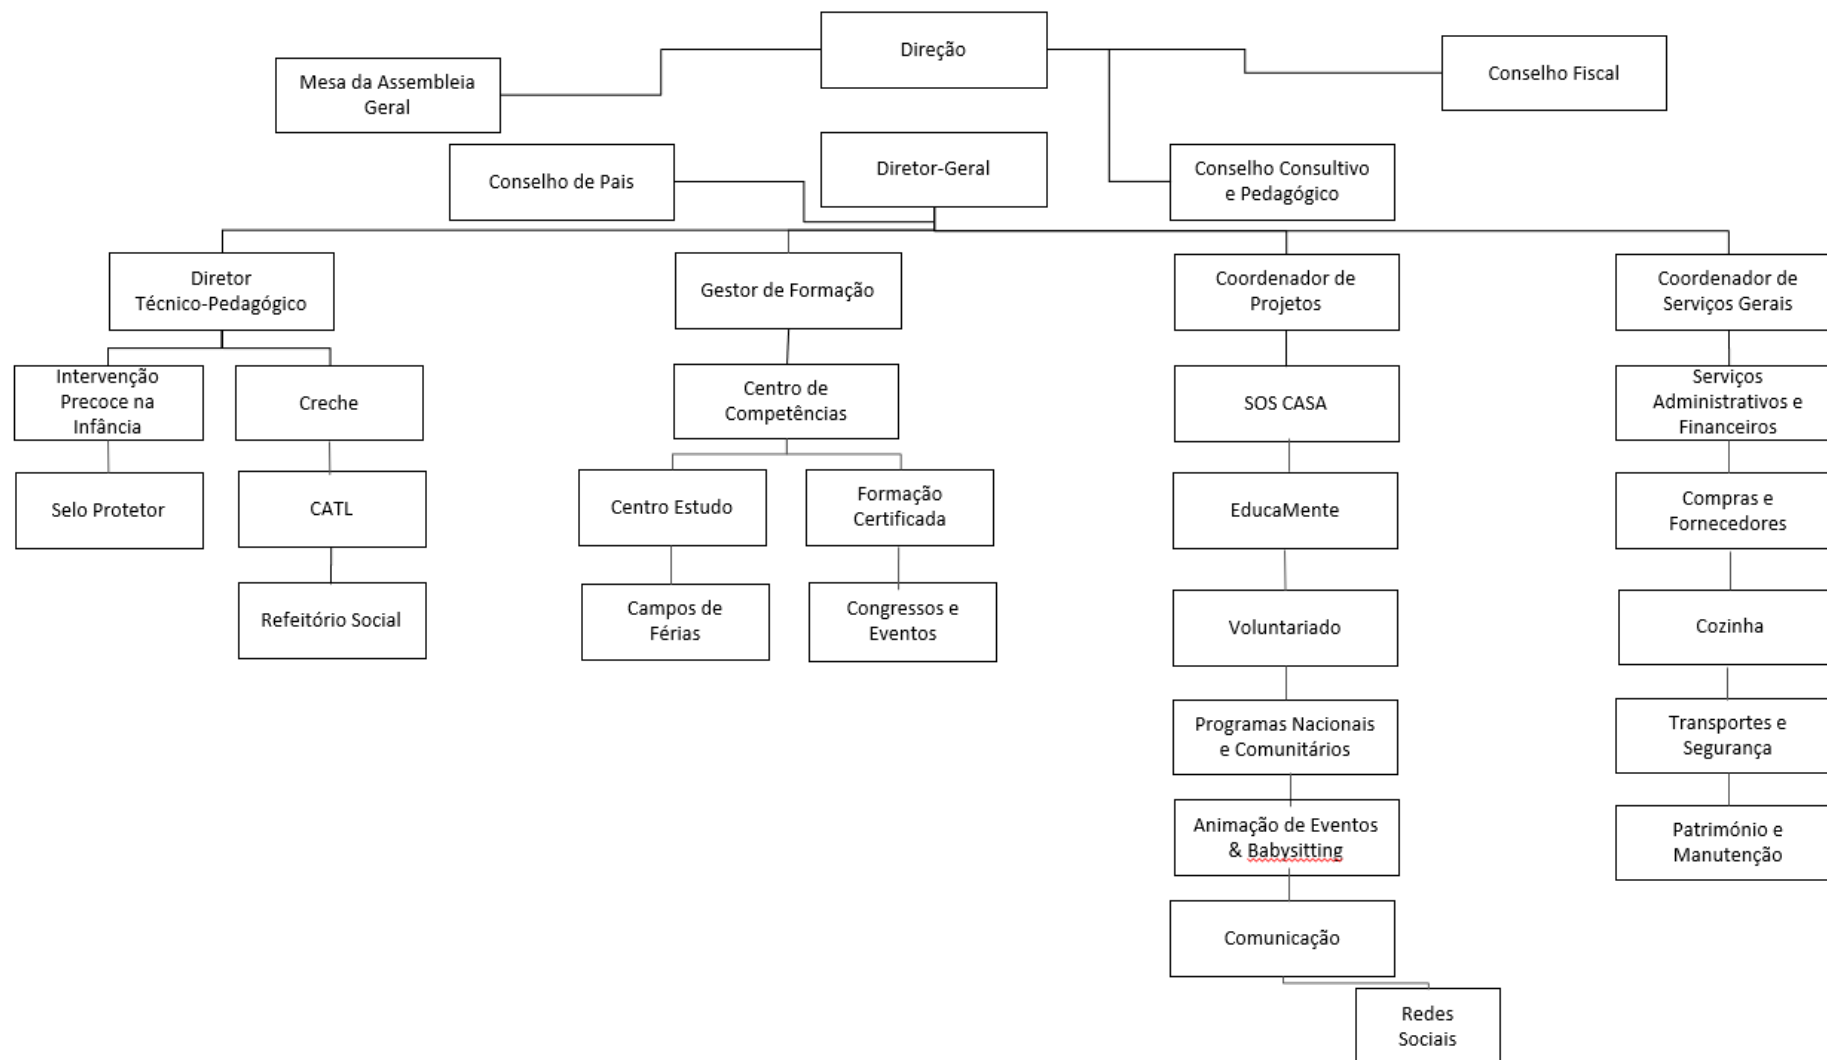 Direção
Mesa da Assembleia
Geral
Conselho Fiscal
Conselho de Pais
Diretor-Geral
Conselho Consultivo
e Pedagógico
Diretor
Técnico-Pedagógico
Gestor de Formação
Coordenador de
Projetos
Coordenador de
Serviços Gerais
Intervenção
Precoce na
Infância
Creche
Centro de
Competências
SOS CASA
Serviços
Administrativos e
Financeiros
Selo Protetor
CATL
Centro Estudo
Formação
Certificada
EducaMente
Compras e
Fornecedores
Refeitório Social
Campos de
Férias
Congressos e
Eventos
Voluntariado
Cozinha
Programas Nacionais
e Comunitários
Transportes e
Segurança
Animação de Eventos
& Babysitting
Património e
Manutenção
Comunicação
Redes
Sociais